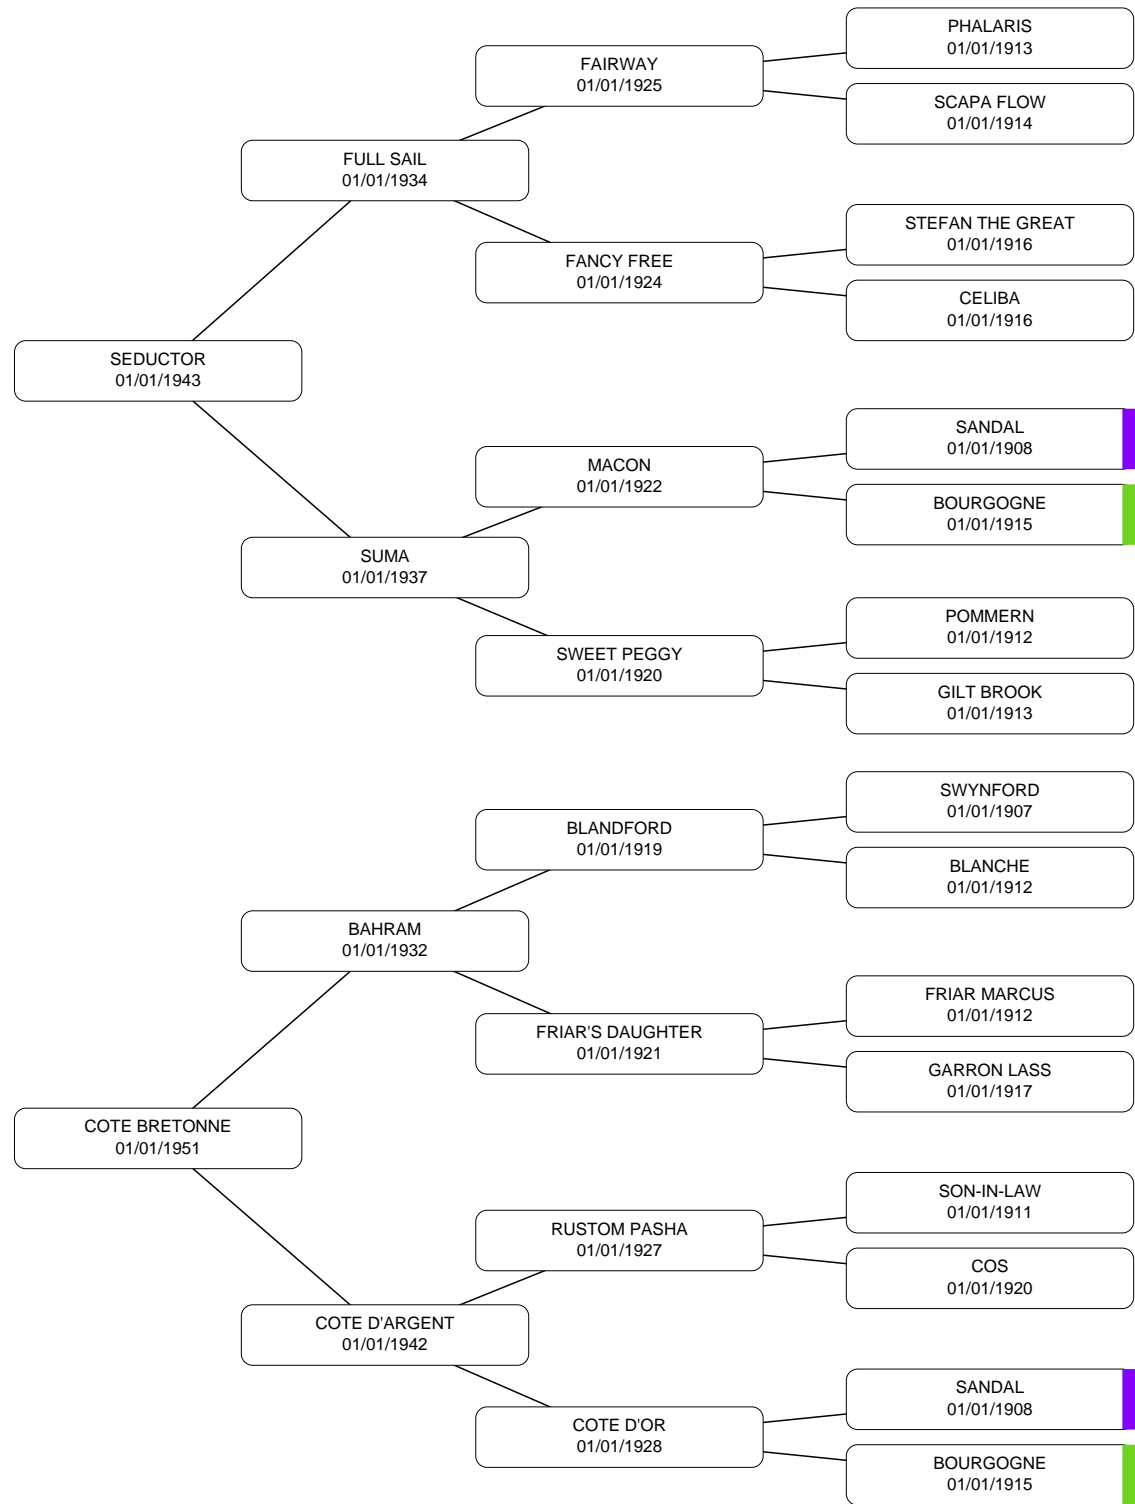 PHALARIS
01/01/1913
FAIRWAY
01/01/1925
SCAPA FLOW
01/01/1914
FULL SAIL
01/01/1934
STEFAN THE GREAT
01/01/1916
FANCY FREE
01/01/1924
CELIBA
01/01/1916
SEDUCTOR
01/01/1943
SANDAL
01/01/1908
MACON
01/01/1922
BOURGOGNE
01/01/1915
SUMA
01/01/1937
POMMERN
01/01/1912
SWEET PEGGY
01/01/1920
GILT BROOK
01/01/1913
SWYNFORD
01/01/1907
BLANDFORD
01/01/1919
BLANCHE
01/01/1912
BAHRAM
01/01/1932
FRIAR MARCUS
01/01/1912
FRIAR'S DAUGHTER
01/01/1921
GARRON LASS
01/01/1917
COTE BRETONNE
01/01/1951
SON-IN-LAW
01/01/1911
RUSTOM PASHA
01/01/1927
COS
01/01/1920
COTE D'ARGENT
01/01/1942
SANDAL
01/01/1908
COTE D'OR
01/01/1928
BOURGOGNE
01/01/1915